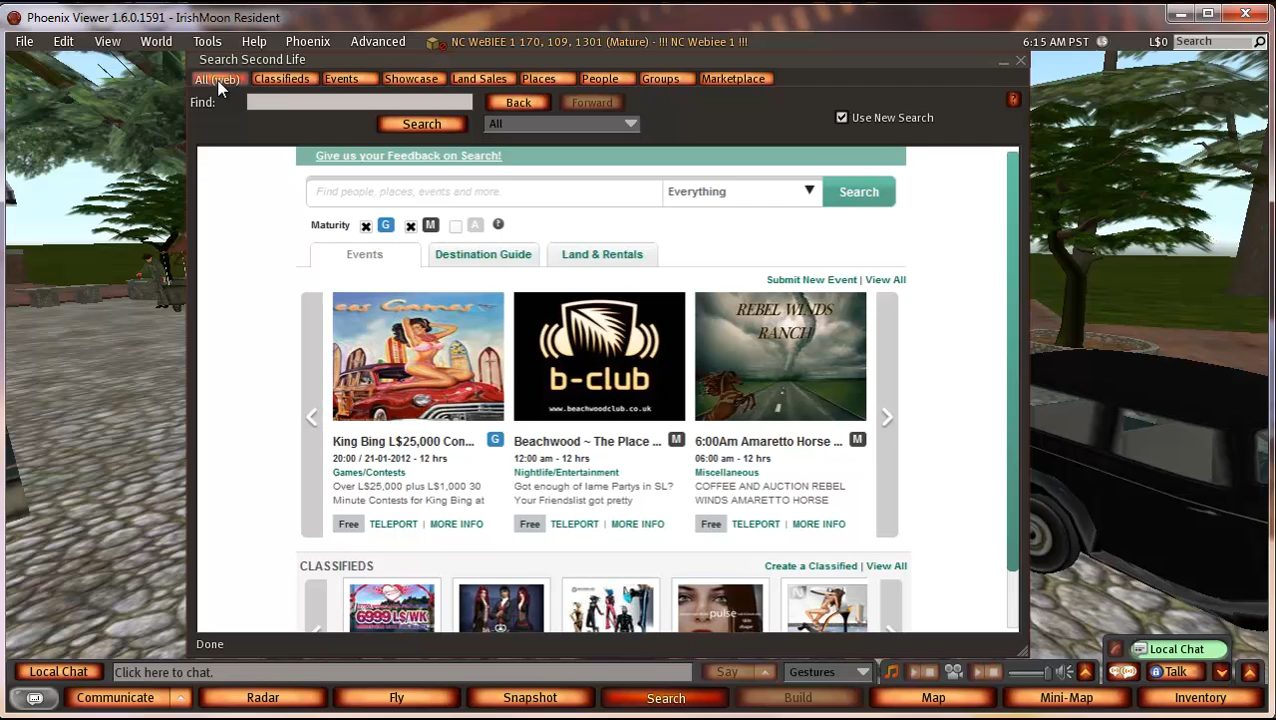 Phoenix Viewer 1.6.0.1591 - IrishMoon Resident
File Edit View World Tools Help Phoenix Advanced NC WeBIEE 1 170, 109, 1301 (Mature) - !!! NC Webiee 1 !!! 6:15 AM PST L$0 Search
Search Second Life
All (web) Classifieds Events Showcase Land Sales Places People Groups Marketplace
Find: Back Forward
Search All Use New Search
Give us your Feedback on Search!
Find people, places, events and more. Everything Search
Maturity G M A
Events Destination Guide Land & Rentals
Submit New Event | View All
REBEL WINDS
RANCH
b-club
www.beachwoodclub.co.uk
King Bing L$25,000 Con... G Beachwood ~ The Place ... M 6:00Am Amaretto Horse ... M
20:00 / 21-01-2012 - 12 hrs 12:00 am - 12 hrs 06:00 am - 12 hrs
Games/Contests Nightlife/Entertainment Miscellaneous
Over L$25,000 plus L$1,000 30 Got enough of lame Partys in SL? COFFEE AND AUCTION REBEL
Minute Contests for King Bing at Your Friendslist got pretty WINDS AMARETTO HORSE
Free TELEPORT | MORE INFO Free TELEPORT | MORE INFO Free TELEPORT | MORE INFO
CLASSIFIEDS Create a Classified | View All
6999 L$/WK pulse
Done
Local Chat
Local Chat Click here to chat. Say Gestures Talk
Communicate Radar Fly Snapshot Search Build Map Mini-Map Inventory